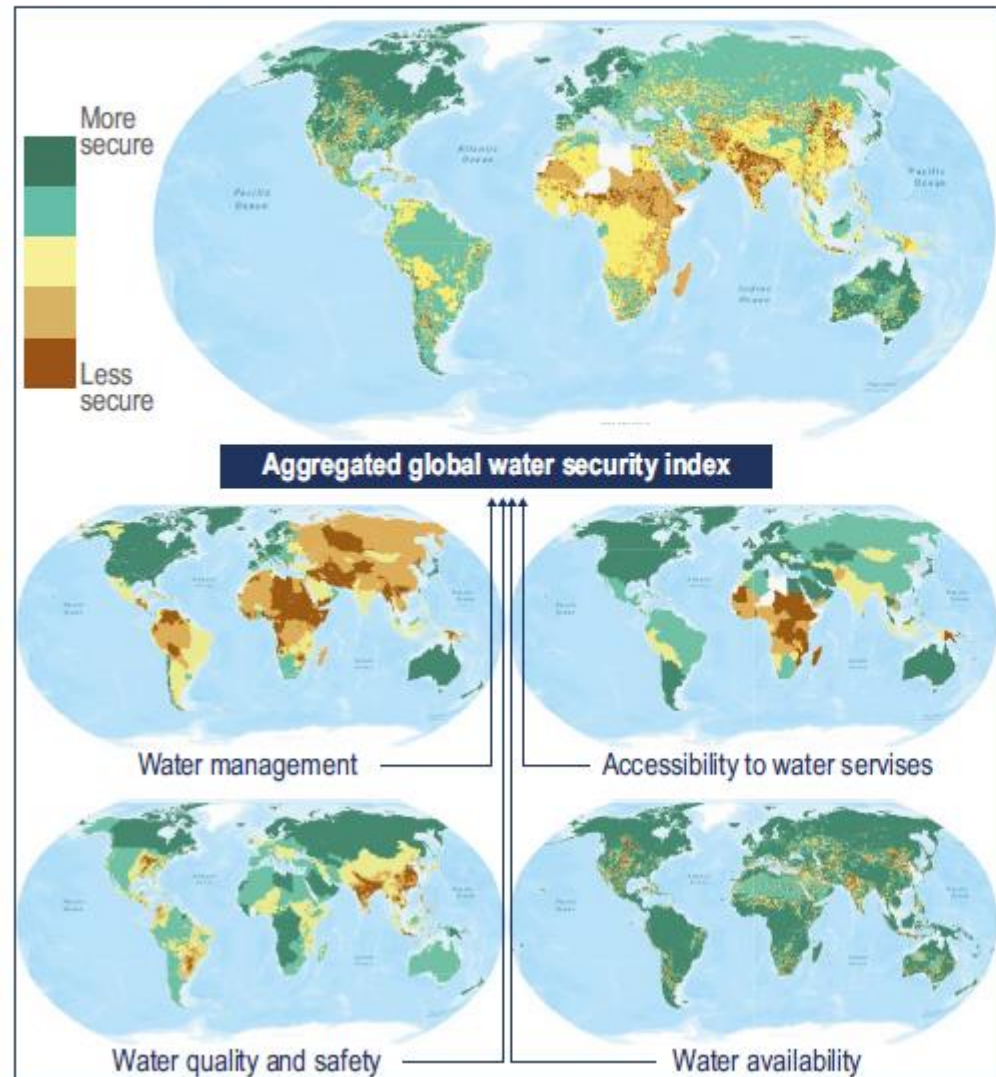 More
secure
Less
secure
Atlantic
Ocean
Pacific
Ocean
Pacific
Ocean
Indian
Ocean
Aggregated global water security index
Water management
Accessibility to water servises
Water quality and safety
Water availability